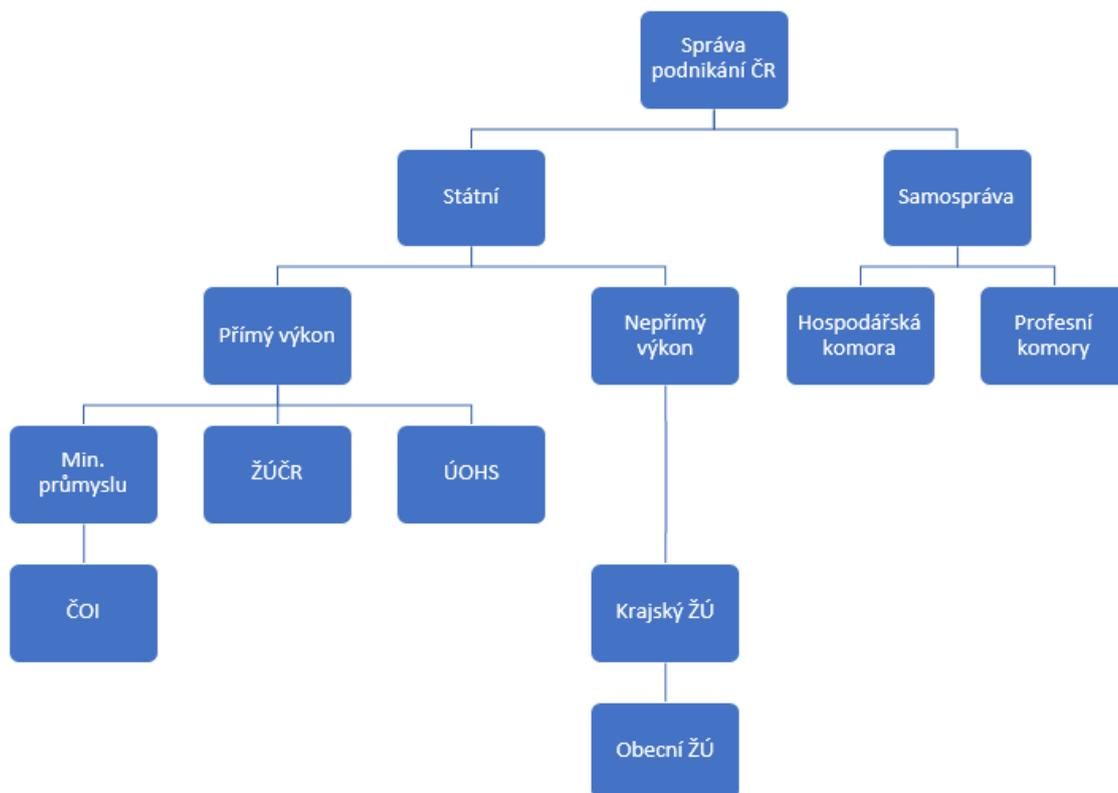 Správa
podnikání ČR
Státní
Samospráva
Přímý výkon
Nepřímý
výkon
Hospodářská
komora
Profesní
komory
Min.
průmyslu
ŽÚČR
ÚOHS
ČOI
Krajský ŽÚ
Obecní ŽÚ